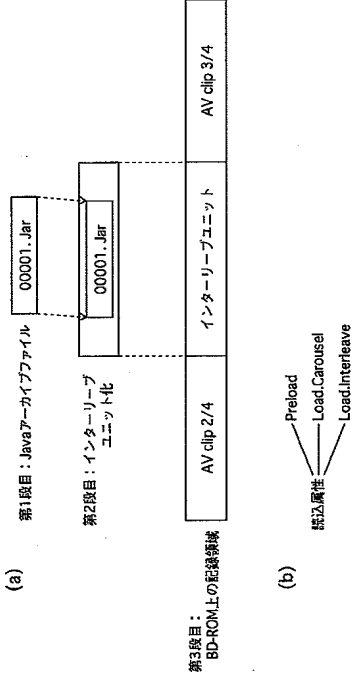 (a)
第1段目：Javaアーカイブファイル
00001.Jar
第2段目：インターリーブ
ユニット化
00001.Jar
第3段目：
BD-ROM上の記録領域
AV clip 2/4
インターリーブユニット
AV clip 3/4
(b)
読込属性
Preload
Load.Carousel
Load.Interleave